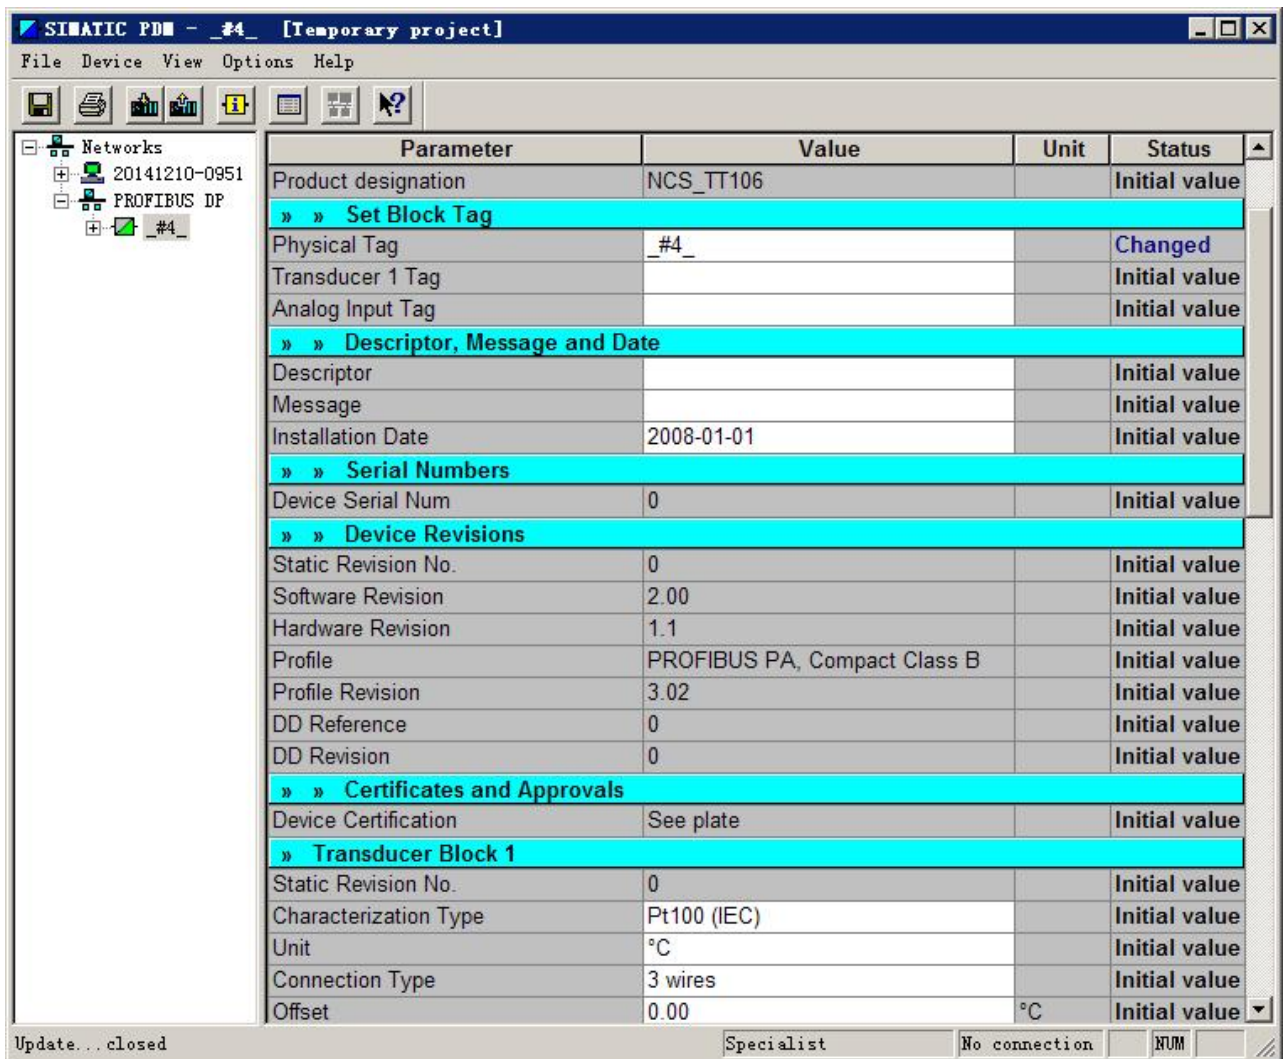 SIMATIC PDM - _#4_ [Temporary project]
File Device View Options Help
Networks
20141210-0951
PROFIBUS DP
_#4_
Parameter Value Unit Status
Product designation NCS_TT106 Initial value
» » Set Block Tag
Physical Tag _#4_ Changed
Transducer 1 Tag Initial value
Analog Input Tag Initial value
» » Descriptor, Message and Date
Descriptor Initial value
Message Initial value
Installation Date 2008-01-01 Initial value
» » Serial Numbers
Device Serial Num 0 Initial value
» » Device Revisions
Static Revision No. 0 Initial value
Software Revision 2.00 Initial value
Hardware Revision 1.1 Initial value
Profile PROFIBUS PA, Compact Class B Initial value
Profile Revision 3.02 Initial value
DD Reference 0 Initial value
DD Revision 0 Initial value
» » Certificates and Approvals
Device Certification See plate Initial value
» Transducer Block 1
Static Revision No. 0 Initial value
Characterization Type Pt100 (IEC) Initial value
Unit °C Initial value
Connection Type 3 wires Initial value
Offset 0.00 °C Initial value
Update...closed Specialist No connection NUM